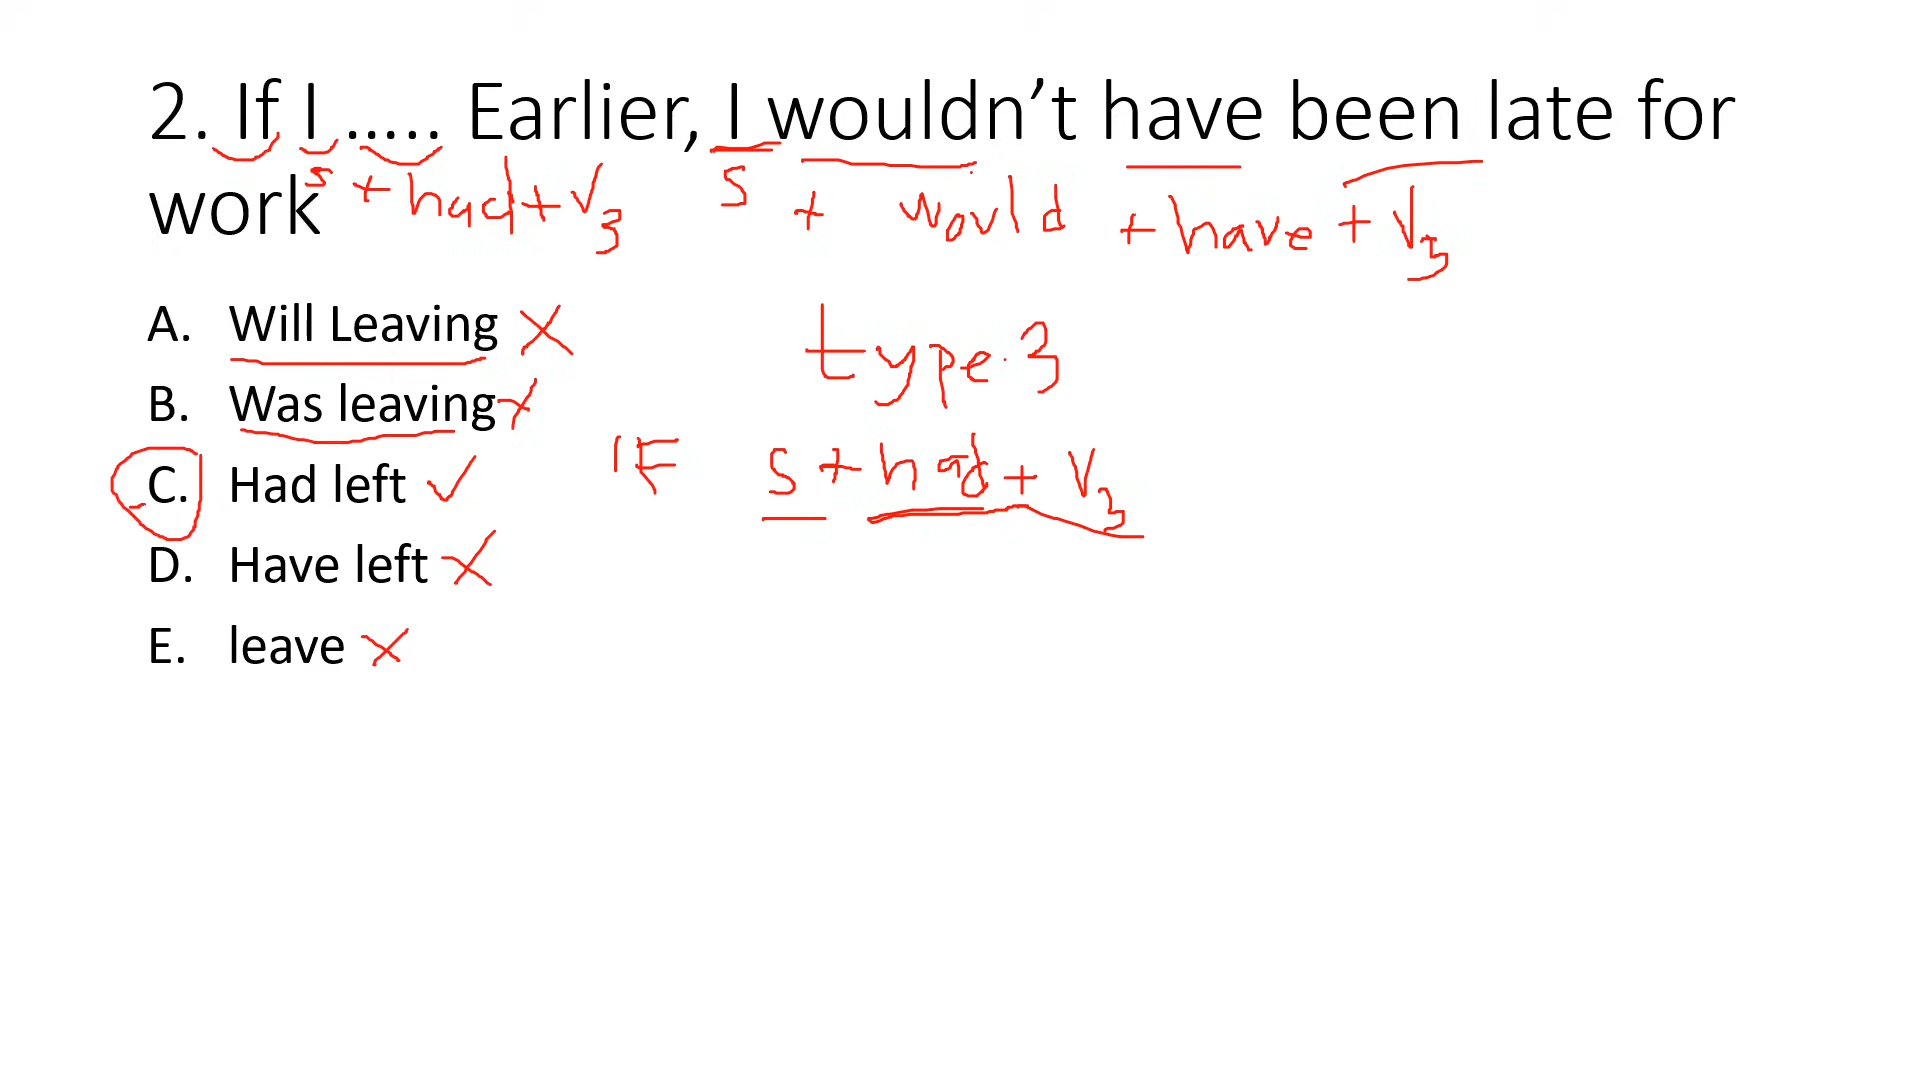 2. If I ..... Earlier, I wouldn't have been late for
s + had + V3 s + would + have + V3
work
A. Will Leaving
type 3
B. Was leaving
IF s + had + V3
C. Had left
D. Have left
E. leave